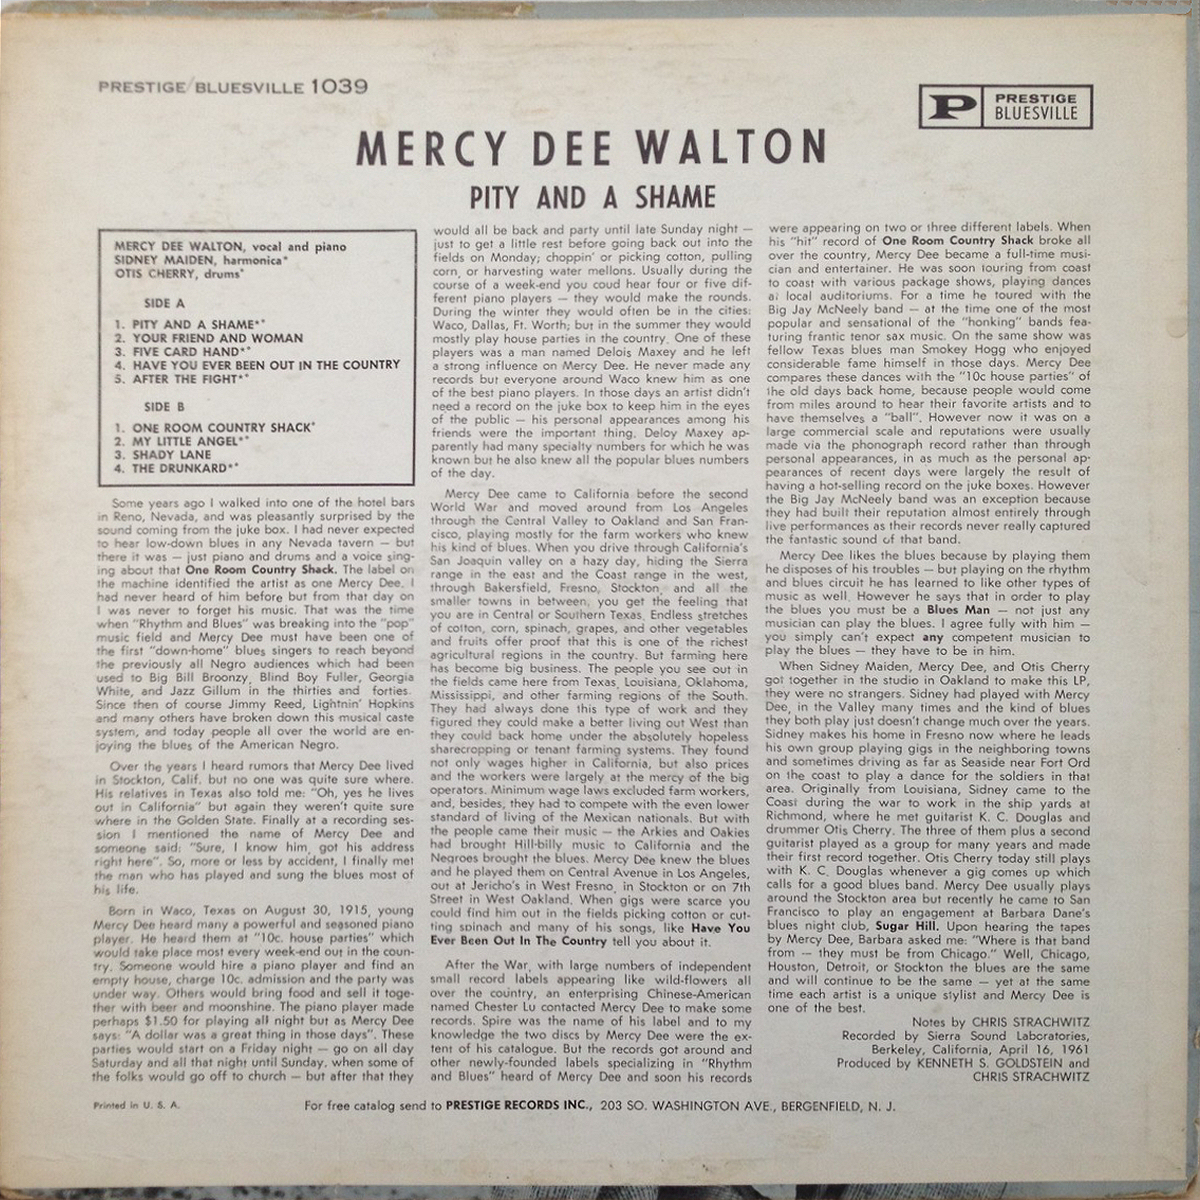 PRESTIGE/BLUESVILLE 1039
P PRESTIGE
BLUESVILLE
MERCY DEE WALTON
PITY AND A SHAME
MERCY DEE WALTON, vocal and piano
SIDNEY MAIDEN, harmonica*
OTIS CHERRY, drums*
SIDE A
1. PITY AND A SHAME**
2. YOUR FRIEND AND WOMAN
3. FIVE CARD HAND**
4. HAVE YOU EVER BEEN OUT IN THE COUNTRY
5. AFTER THE FIGHT**
SIDE B
1. ONE ROOM COUNTRY SHACK*
2. MY LITTLE ANGEL**
3. SHADY LANE
4. THE DRUNKARD**
Some years ago I walked into one of the hotel bars
in Reno, Nevada, and was pleasantly surprised by the
sound coming from the juke box. I had never expected
to hear low-down blues in any Nevada tavern — but
there it was — just piano and drums and a voice sing-
ing about that One Room Country Shack. The label on
the machine identified the artist as one Mercy Dee. I
had never heard of him before but from that day on
I was never to forget his music. That was the time
when "Rhythm and Blues" was breaking into the "pop"
music field and Mercy Dee must have been one of
the first "down-home" blues singers to reach beyond
the previously all Negro audiences which had been
used to Big Bill Broonzy, Blind Boy Fuller, Georgia
White, and Jazz Gillum in the thirties and forties.
Since then of course Jimmy Reed, Lightnin' Hopkins
and many others have broken down this musical caste
system, and today people all over the world are en-
joying the blues of the American Negro.
Over the years I heard rumors that Mercy Dee lived
in Stockton, Calif. but no one was quite sure where.
His relatives in Texas also told me: "Oh, yes he lives
out in California" but again they weren't quite sure
where in the Golden State. Finally at a recording ses-
sion I mentioned the name of Mercy Dee and
someone said: "Sure, I know him, got his address
right here". So, more or less by accident, I finally met
the man who has played and sung the blues most of
his life.
Born in Waco, Texas on August 30, 1915, young
Mercy Dee heard many a powerful and seasoned piano
player. He heard them at "10c. house parties" which
would take place most every week-end out in the coun-
try. Someone would hire a piano player and find an
empty house, charge 10c. admission and the party was
under way. Others would bring food and sell it toge-
ther with beer and moonshine. The piano player made
perhaps $1.50 for playing all night but as Mercy Dee
says: "A dollar was a great thing in those days". These
parties would start on a Friday night — go on all day
Saturday and all that night until Sunday, when some of
the folks would go off to church — but after that they
would all be back and party until late Sunday night —
just to get a little rest before going back out into the
fields on Monday; choppin' or picking cotton, pulling
corn, or harvesting water mellons. Usually during the
course of a week-end you coud hear four or five dif-
ferent piano players — they would make the rounds.
During the winter they would often be in the cities:
Waco, Dallas, Ft. Worth; but in the summer they would
mostly play house parties in the country. One of these
players was a man named Delois Maxey and he left
a strong influence on Mercy Dee. He never made any
records but everyone around Waco knew him as one
of the best piano players. In those days an artist didn't
need a record on the juke box to keep him in the eyes
of the public — his personal appearances among his
friends were the important thing. Deloy Maxey ap-
parently had many specialty numbers for which he was
known but he also knew all the popular blues numbers
of the day.
Mercy Dee came to California before the second
World War and moved around from Los Angeles
through the Central Valley to Oakland and San Fran-
cisco, playing mostly for the farm workers who knew
his kind of blues. When you drive through California's
San Joaquin valley on a hazy day, hiding the Sierra
range in the east and the Coast range in the west,
through Bakersfield, Fresno, Stockton, and all the
smaller towns in between, you get the feeling that
you are in Central or Southern Texas. Endless stretches
of cotton, corn, spinach, grapes, and other vegetables
and fruits offer proof that this is one of the richest
agricultural regions in the country. But farming here
has become big business. The people you see out in
the fields came here from Texas, Louisiana, Oklahoma,
Mississippi, and other farming regions of the South.
They had always done this type of work and they
figured they could make a better living out West than
they could back home under the absolutely hopeless
sharecropping or tenant farming systems. They found
not only wages higher in California, but also prices
and the workers were largely at the mercy of the big
operators. Minimum wage laws excluded farm workers,
and, besides, they had to compete with the even lower
standard of living of the Mexican nationals. But with
the people came their music — the Arkies and Oakies
had brought Hill-billy music to California and the
Negroes brought the blues. Mercy Dee knew the blues
and he played them on Central Avenue in Los Angeles,
out at Jericho's in West Fresno, in Stockton or on 7th
Street in West Oakland. When gigs were scarce you
could find him out in the fields picking cotton or cut-
ting spinach and many of his songs, like Have You
Ever Been Out In The Country tell you about it.
After the War, with large numbers of independent
small record labels appearing like wild-flowers all
over the country, an enterprising Chinese-American
named Chester Lu contacted Mercy Dee to make some
records. Spire was the name of his label and to my
knowledge the two discs by Mercy Dee were the ex-
tent of his catalogue. But the records got around and
other newly-founded labels specializing in "Rhythm
and Blues" heard of Mercy Dee and soon his records
were appearing on two or three different labels. When
his "hit" record of One Room Country Shack broke all
over the country, Mercy Dee became a full-time musi-
cian and entertainer. He was soon touring from coast
to coast with various package shows, playing dances
at local auditoriums. For a time he toured with the
Big Jay McNeely band — at the time one of the most
popular and sensational of the "honking" bands fea-
turing frantic tenor sax music. On the same show was
fellow Texas blues man Smokey Hogg who enjoyed
considerable fame himself in those days. Mercy Dee
compares these dances with the "10c house parties" of
the old days back home, because people would come
from miles around to hear their favorite artists and to
have themselves a "ball". However now it was on a
large commercial scale and reputations were usually
made via the phonograph record rather than through
personal appearances, in as much as the personal ap-
pearances of recent days were largely the result of
having a hot-selling record on the juke boxes. However
the Big Jay McNeely band was an exception because
they had built their reputation almost entirely through
live performances as their records never really captured
the fantastic sound of that band.
Mercy Dee likes the blues because by playing them
he disposes of his troubles — but playing on the rhythm
and blues circuit he has learned to like other types of
music as well. However he says that in order to play
the blues you must be a Blues Man — not just any
musician can play the blues. I agree fully with him —
you simply can't expect any competent musician to
play the blues — they have to be in him.
When Sidney Maiden, Mercy Dee, and Otis Cherry
got together in the studio in Oakland to make this LP,
they were no strangers. Sidney had played with Mercy
Dee, in the Valley many times and the kind of blues
they both play just doesn't change much over the years.
Sidney makes his home in Fresno now where he leads
his own group playing gigs in the neighboring towns
and sometimes driving as far as Seaside near Fort Ord
on the coast to play a dance for the soldiers in that
area. Originally from Louisiana, Sidney came to the
Coast during the war to work in the ship yards at
Richmond, where he met guitarist K. C. Douglas and
drummer Otis Cherry. The three of them plus a second
guitarist played as a group for many years and made
their first record together. Otis Cherry today still plays
with K. C. Douglas whenever a gig comes up which
calls for a good blues band. Mercy Dee usually plays
around the Stockton area but recently he came to San
Francisco to play an engagement at Barbara Dane's
blues night club, Sugar Hill. Upon hearing the tapes
by Mercy Dee, Barbara asked me: "Where is that band
from — they must be from Chicago." Well, Chicago,
Houston, Detroit, or Stockton the blues are the same
and will continue to be the same — yet at the same
time each artist is a unique stylist and Mercy Dee is
one of the best.
Notes by CHRIS STRACHWITZ
Recorded by Sierra Sound Laboratories,
Berkeley, California, April 16, 1961
Produced by KENNETH S. GOLDSTEIN and
CHRIS STRACHWITZ
Printed in U. S. A.
For free catalog send to PRESTIGE RECORDS INC., 203 SO. WASHINGTON AVE., BERGENFIELD, N. J.